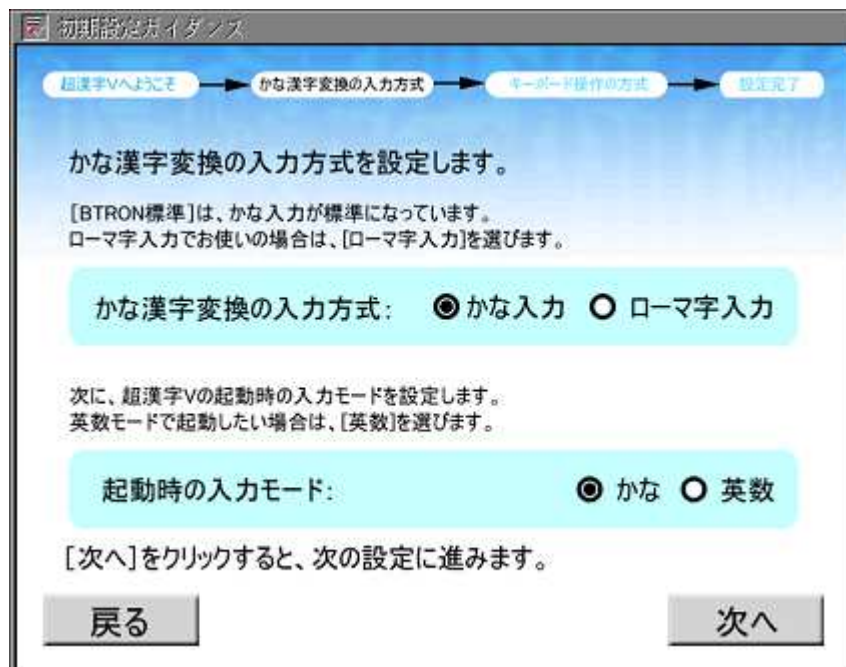 初期設定ガイダンス
超漢字Vへようこそ かな漢字変換の入力方式 キーボード操作の方式 設定完了
かな漢字変換の入力方式を設定します。
[BTRON標準]は、かな入力が標準になっています。
ローマ字入力でお使いの場合は、[ローマ字入力]を選びます。
かな漢字変換の入力方式: かな入力 ローマ字入力
次に、超漢字Vの起動時の入力モードを設定します。
英数モードで起動したい場合は、[英数]を選びます。
起動時の入力モード: かな 英数
[次へ]をクリックすると、次の設定に進みます。
戻る 次へ